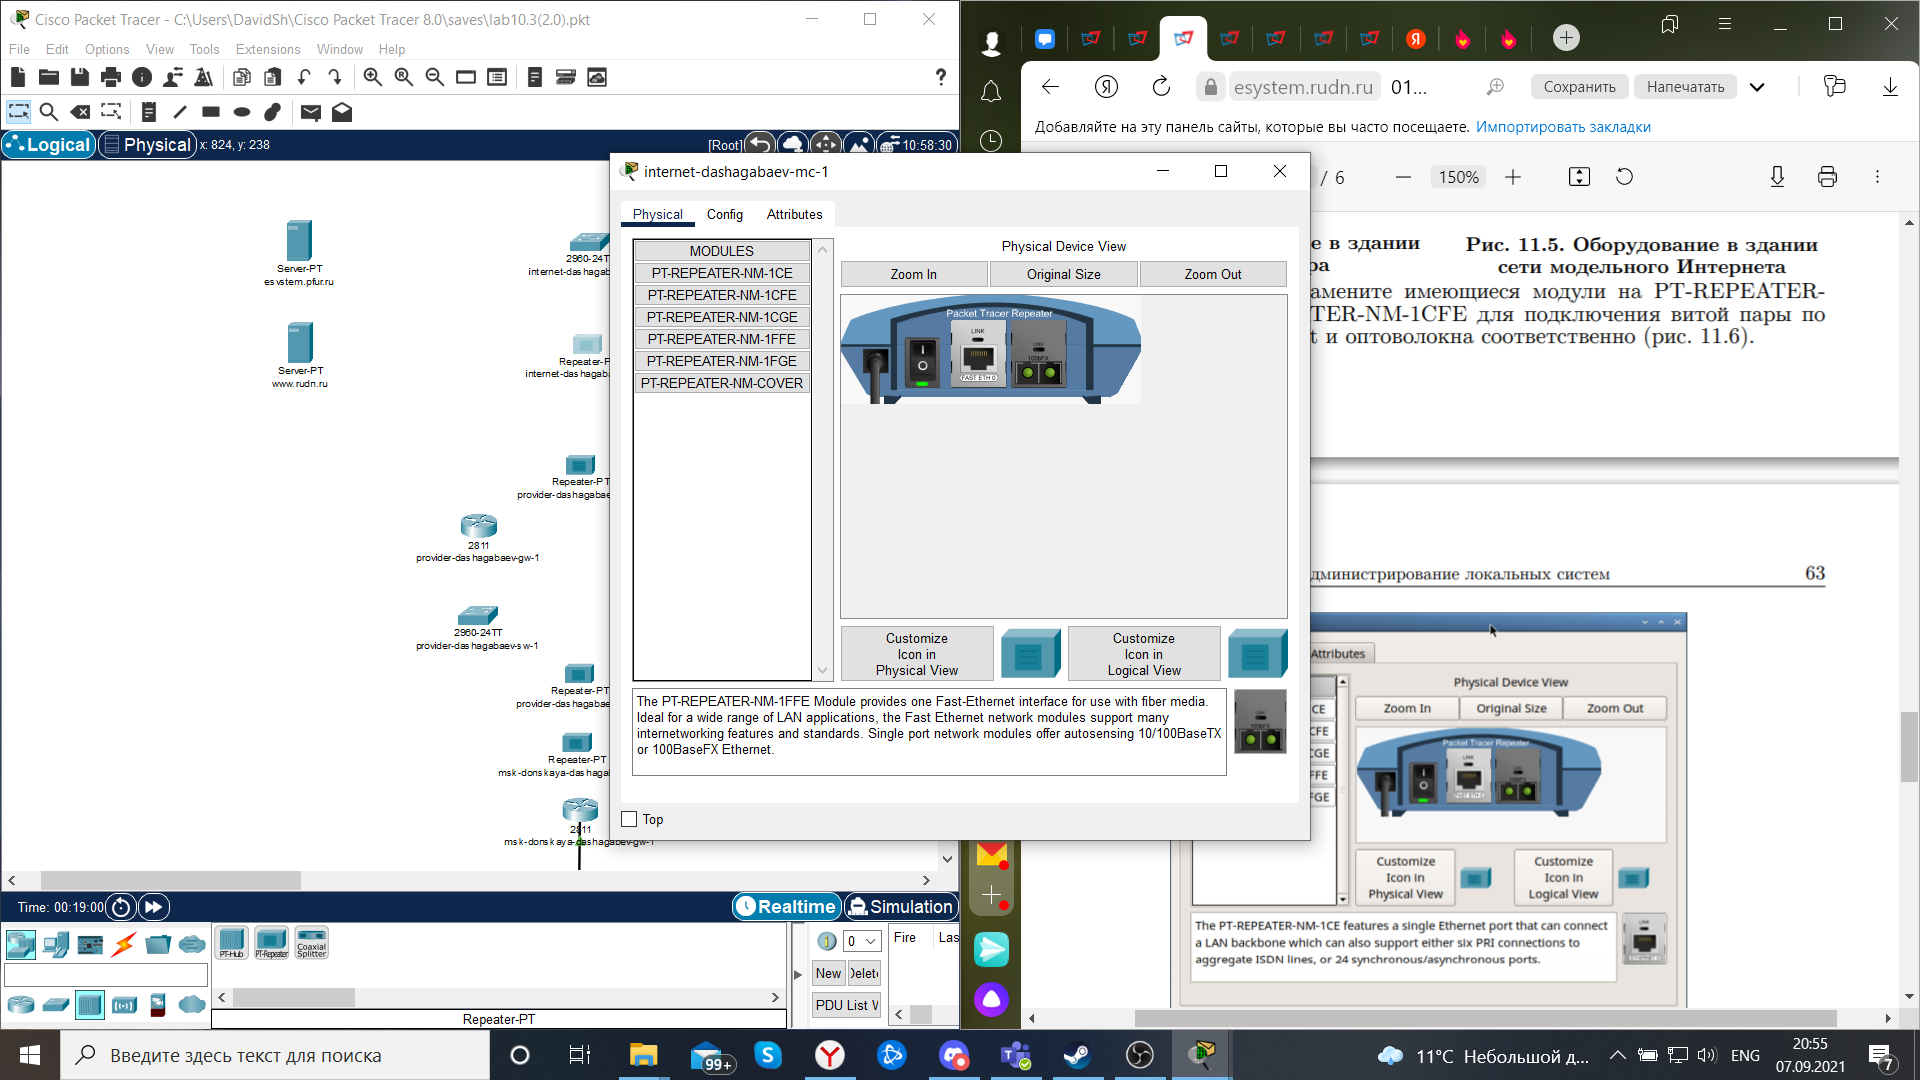 Cisco Packet Tracer - C:\Users\DavidSh\Cisco Packet Tracer 8.0\saves\lab10.3(2.0).pkt
File Edit Options View Tools Extensions Window Help
Logical Physical x: 824, y: 238
[Root] 10:58:30
Server-PT
esystem.pfur.ru
Server-PT
www.rudn.ru
2960-24T
internet-dashagab
Repeater-P
internet-dashaga
Repeater-PT
provider-dashagabae
2811
provider-dashagabaev-gw-1
2960-24TT
provider-dashagabaev-sw-1
Repeater-PT
provider-dashagabae
Repeater-PT
msk-donskaya-dashagab
2811
msk-donskaya-dashagabaev-gw-1
Time: 00:19:00
Realtime Simulation
PT-Hub
PT-Repeater
Coaxial
Splitter
Repeater-PT
0
Fire Las
New Delet
PDU List W
internet-dashagabaev-mc-1
Physical Config Attributes
MODULES
PT-REPEATER-NM-1CE
PT-REPEATER-NM-1CFE
PT-REPEATER-NM-1CGE
PT-REPEATER-NM-1FFE
PT-REPEATER-NM-1FGE
PT-REPEATER-NM-COVER
Physical Device View
Zoom In Original Size Zoom Out
Packet Tracer Repeater
LINK
LINK
FAST ETH 0
100bFX
Customize
Icon in
Physical View
Customize
Icon in
Logical View
The PT-REPEATER-NM-1FFE Module provides one Fast-Ethernet interface for use with fiber media.
Ideal for a wide range of LAN applications, the Fast Ethernet network modules support many
internetworking features and standards. Single port network modules offer autosensing 10/100BaseTX
or 100BaseFX Ethernet.
Top
esystem.rudn.ru 01...
Сохранить Напечатать
Добавляйте на эту панель сайты, которые вы часто посещаете. Импортировать закладки
/ 6
150%
е в здании
ра
Рис. 11.5. Оборудование в здании
сети модельного Интернета
амените имеющиеся модули на PT-REPEATER-
TER-NM-1CFE для подключения витой пары по
t и оптоволокна соответственно (рис. 11.6).
дминистрирование локальных систем 63
Attributes
CE
CFE
CGE
FFE
FGE
Physical Device View
Zoom In Original Size Zoom Out
Packet Tracer Repeater
LINK
Customize
Icon in
Physical View
Customize
Icon in
Logical View
The PT-REPEATER-NM-1CE features a single Ethernet port that can connect
a LAN backbone which can also support either six PRI connections to
aggregate ISDN lines, or 24 synchronous/asynchronous ports.
Введите здесь текст для поиска
99+
11°C Небольшой д...
ENG
20:55
07.09.2021
7